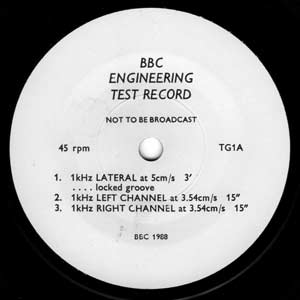 BBC
ENGINEERING
TEST RECORD
NOT TO BE BROADCAST
45 rpm TG1A
1. 1kHz LATERAL at 5cm/s 3′
. . . . locked groove
2. 1kHz LEFT CHANNEL at 3.54cm/s 15″
3. 1kHz RIGHT CHANNEL at 3.54cm/s 15″
BBC 1988